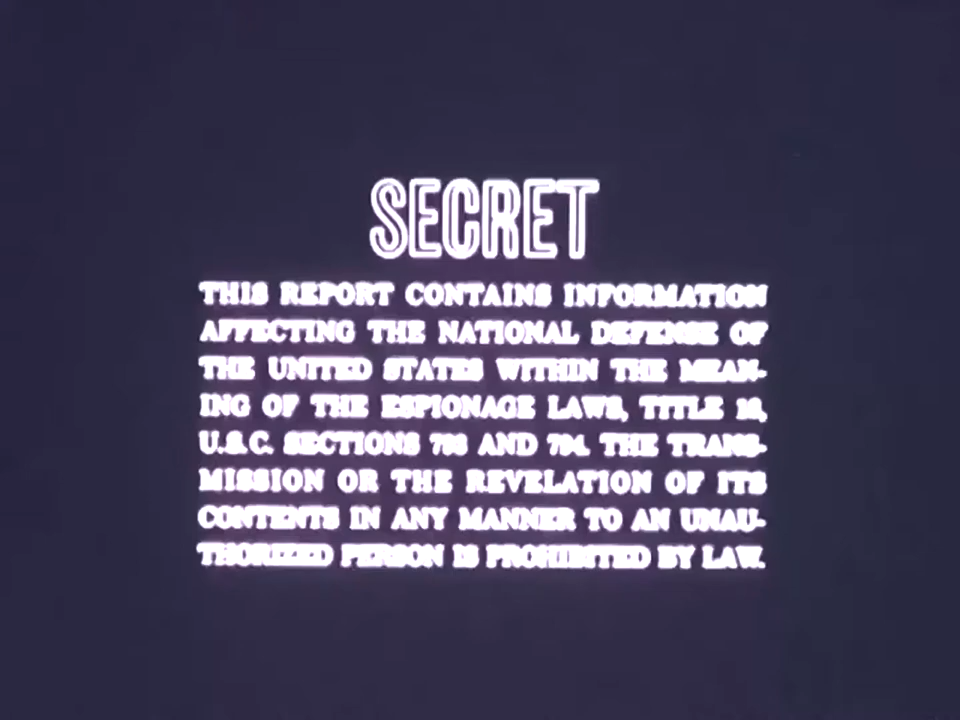 SECRET
THIS REPORT CONTAINS INFORMATION
AFFECTING THE NATIONAL DEFENSE OF
THE UNITED STATES WITHIN THE MEAN-
ING OF THE ESPIONAGE LAWS, TITLE 18,
U.S.C. SECTIONS 793 AND 794. THE TRANS-
MISSION OR THE REVELATION OF ITS
CONTENTS IN ANY MANNER TO AN UNAU-
THORIZED PERSON IS PROHIBITED BY LAW.